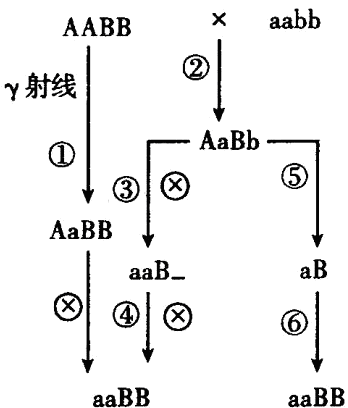 AABB × aabb
γ射线 ① ②
AaBb
③ ⊗ ⑤
AaBB
aaB_ aB
⊗ ④ ⊗ ⑥
aaBB aaBB